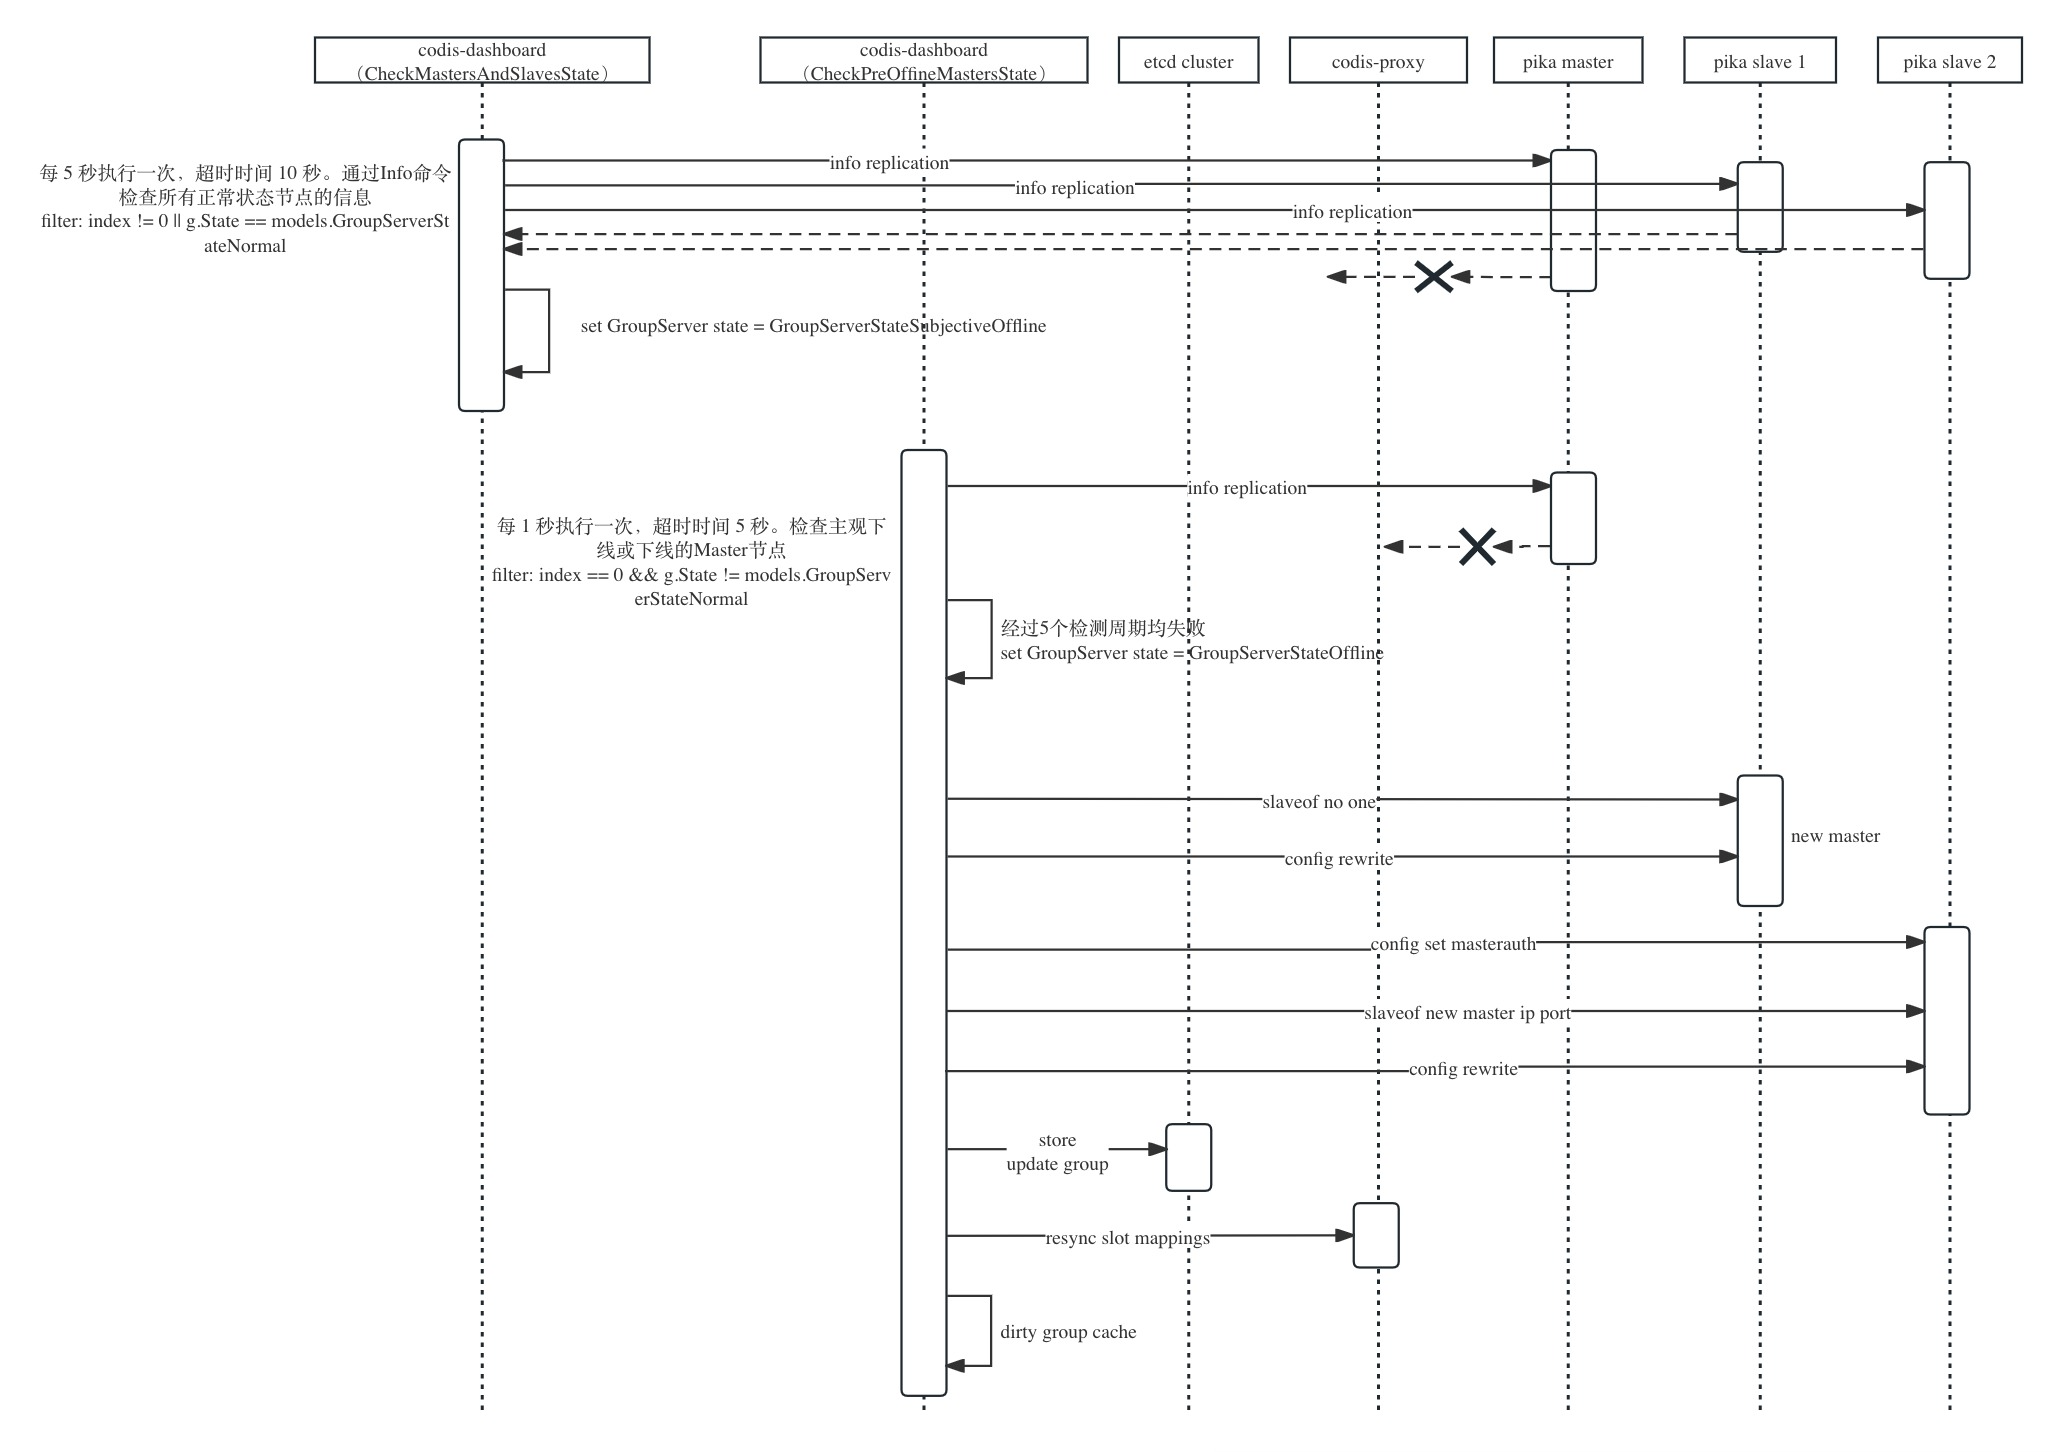 codis-dashboard
（CheckMastersAndSlavesState）
codis-dashboard
（CheckPreOffineMastersState）
etcd cluster
codis-proxy
pika master
pika slave 1
pika slave 2
每 5 秒执行一次，超时时间 10 秒。通过Info命令
检查所有正常状态节点的信息
filter: index != 0 || g.State == models.GroupServerSt
ateNormal
info replication
info replication
info replication
set GroupServer state = GroupServerStateSubjectiveOffline
info replication
每 1 秒执行一次，超时时间 5 秒。检查主观下
线或下线的Master节点
filter: index == 0 && g.State != models.GroupServ
erStateNormal
经过5个检测周期均失败
set GroupServer state = GroupServerStateOffline
slaveof no one
new master
config rewrite
config set masterauth
slaveof new master ip port
config rewrite
store
update group
resync slot mappings
dirty group cache